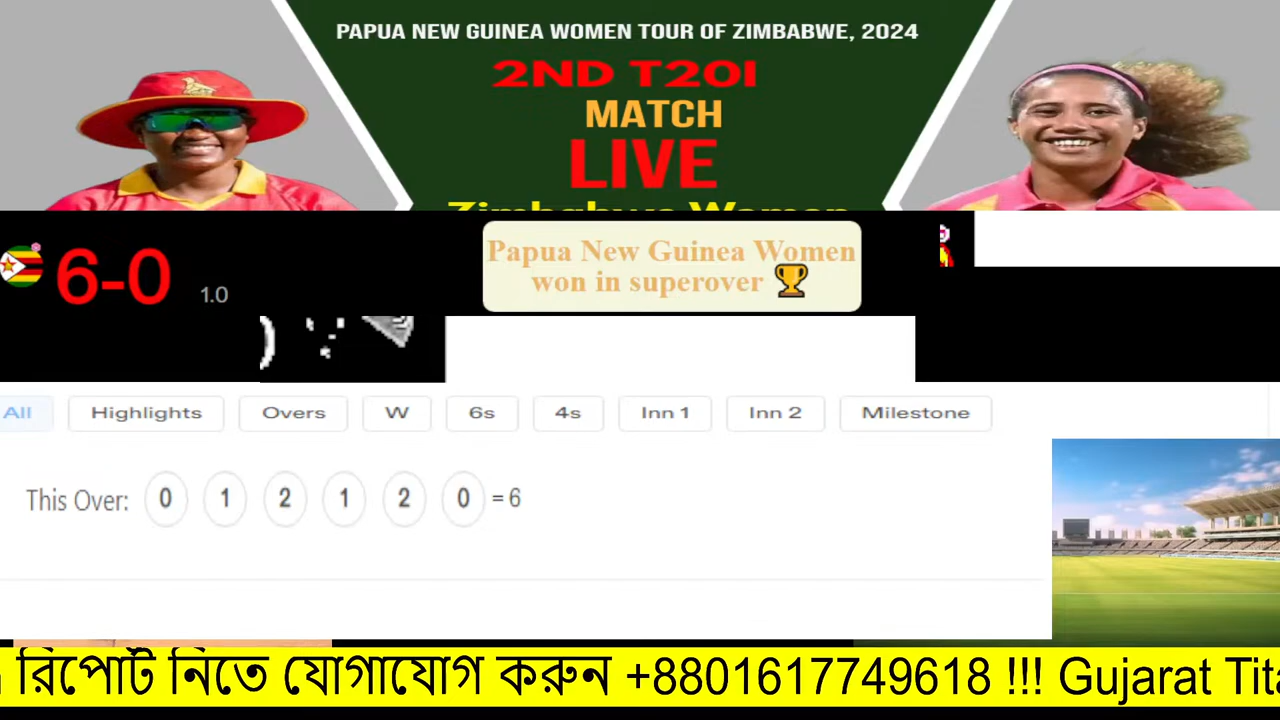 PAPUA NEW GUINEA WOMEN TOUR OF ZIMBABWE, 2024
2ND T20I
MATCH
LIVE
Zimbabwe Women
6-0 1.0
Papua New Guinea Women
won in superover
All Highlights Overs W 6s 4s Inn 1 Inn 2 Milestone
This Over: 0 1 2 1 2 0 = 6
রিপোর্ট নিতে যোগাযোগ করুন +8801617749618 !!! Gujarat